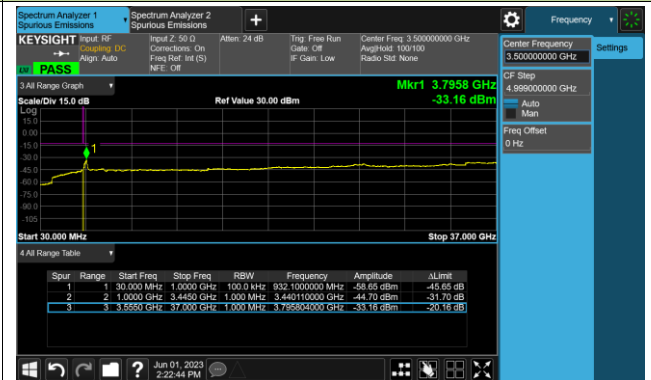 Spectrum Analyzer 1
Spurious Emissions
Spectrum Analyzer 2
Spurious Emissions
Frequency
KEYSIGHT
Input: RF
Coupling: DC
Align: Auto
Input Z: 50 Ω
Corrections: On
Freq Ref: Int (S)
NFE: Off
Atten: 24 dB
Trig: Free Run
Gate: Off
IF Gain: Low
Center Freq: 3.500000000 GHz
Avg|Hold: 100/100
Radio Std: None
PASS
3 All Range Graph
Mkr1 3.7958 GHz
-33.16 dBm
Scale/Div 15.0 dB
Ref Value 30.00 dBm
Log
15.0
0.00
-15.0
-30.0
-45.0
-60.0
-75.0
-90.0
-105
1
Start 30.000 MHz
Stop 37.000 GHz
4 All Range Table
Spur Range Start Freq Stop Freq RBW Frequency Amplitude ΔLimit
1 1 30.000 MHz 1.0000 GHz 100.0 kHz 932.1000000 MHz -58.65 dBm -45.65 dB
2 2 1.0000 GHz 3.4450 GHz 1.000 MHz 3.440110000 GHz -44.70 dBm -31.70 dB
3 3 3.5550 GHz 37.000 GHz 1.000 MHz 3.795804000 GHz -33.16 dBm -20.16 dB
Center Frequency
3.500000000 GHz
Settings
CF Step
4.999000000 GHz
Auto
Man
Freq Offset
0 Hz
Jun 01, 2023
2:22:44 PM